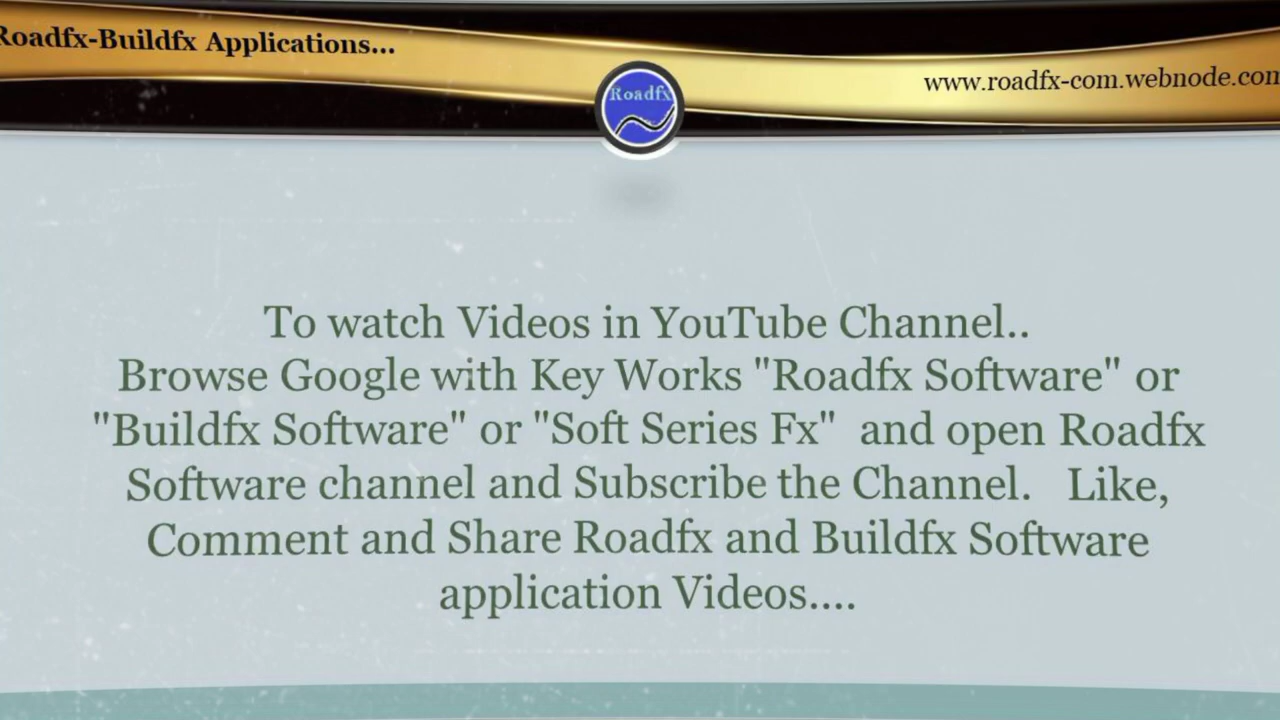 Roadfx-Buildfx Applications...
www.roadfx-com.webnode.com
Roadfx
To watch Videos in YouTube Channel..
Browse Google with Key Works "Roadfx Software" or
"Buildfx Software" or "Soft Series Fx" and open Roadfx
Software channel and Subscribe the Channel. Like,
Comment and Share Roadfx and Buildfx Software
application Videos....